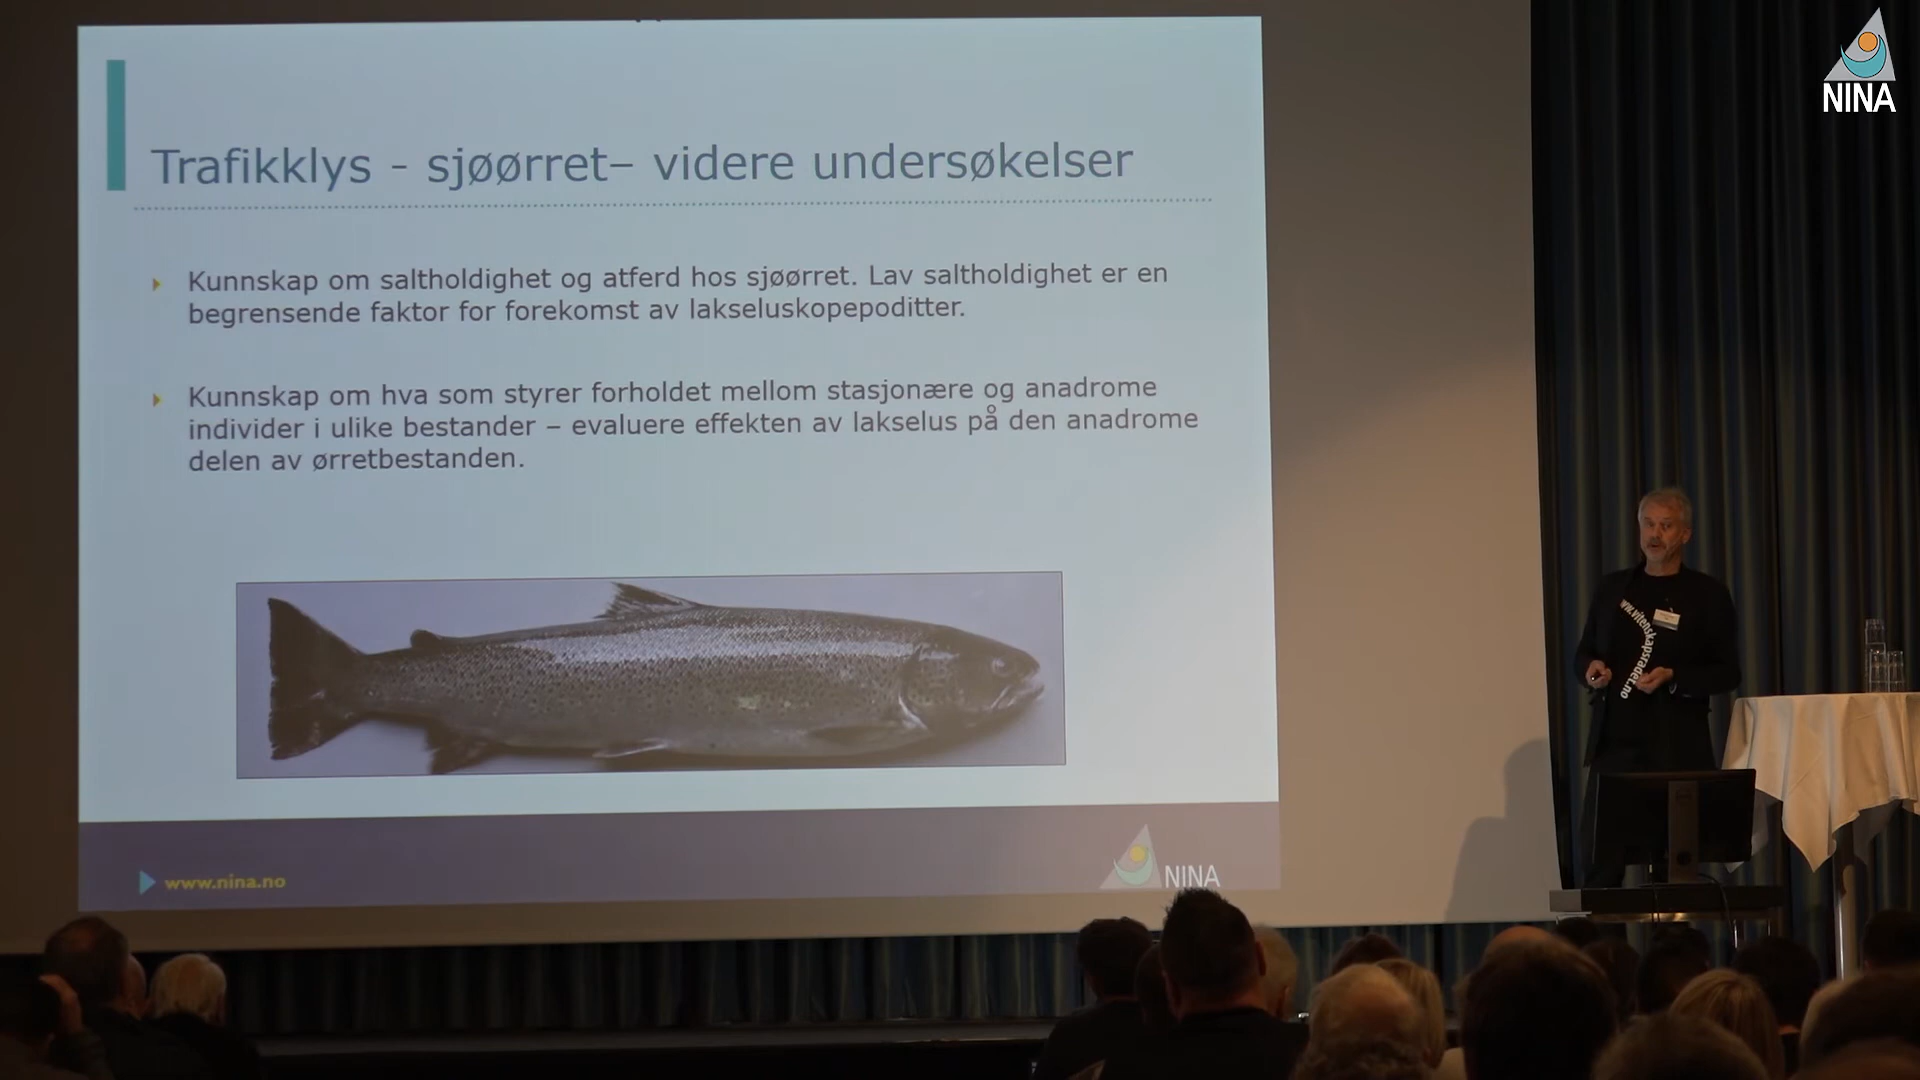 NINA
Trafikklys - sjøørret– videre undersøkelser
Kunnskap om saltholdighet og atferd hos sjøørret. Lav saltholdighet er en
begrensende faktor for forekomst av lakseluskopepoditter.
Kunnskap om hva som styrer forholdet mellom stasjonære og anadrome
individer i ulike bestander – evaluere effekten av lakselus på den anadrome
delen av ørretbestanden.
www.vitenskapsradet.no
www.nina.no
NINA